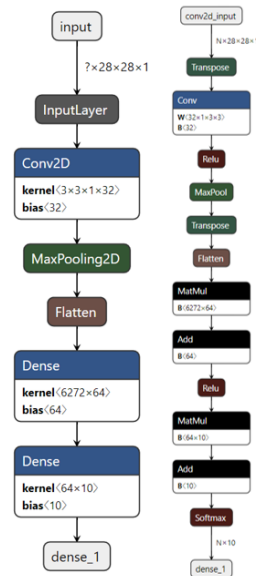 input
?×28×28×1
InputLayer
Conv2D
kernel⟨3×3×1×32⟩
bias⟨32⟩
MaxPooling2D
Flatten
Dense
kernel⟨6272×64⟩
bias⟨64⟩
Dense
kernel⟨64×10⟩
bias⟨10⟩
dense_1
conv2d_input
N×28×28×1
Transpose
Conv
W⟨32×1×3×3⟩
B⟨32⟩
Relu
MaxPool
Transpose
Flatten
MatMul
B⟨6272×64⟩
Add
B⟨64⟩
Relu
MatMul
B⟨64×10⟩
Add
B⟨10⟩
Softmax
N×10
dense_1